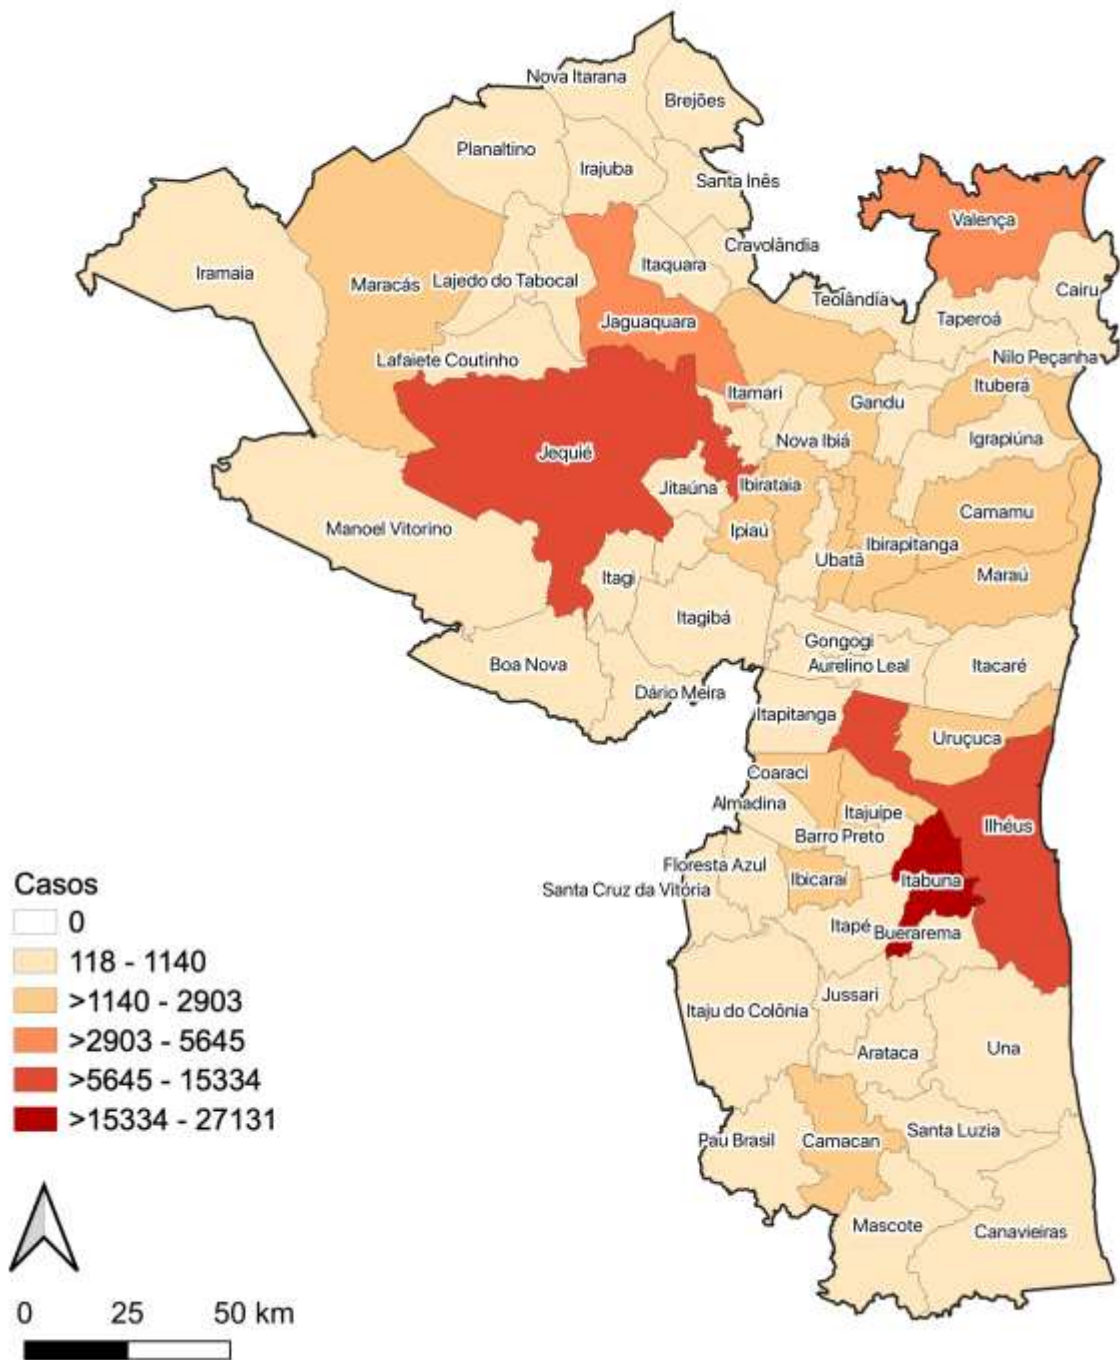 Nova Itarana
Brejões
Planaltino
Irajuba
Santa Inês
Valença
Cravolândia
Iramaia
Maracás
Lajedo do Tabocal
Itaquara
Cairu
Teolândia
Taperoá
Jaguaquara
Nilo Peçanha
Lafaiete Coutinho
Itamari
Gandu
Ituberá
Nova Ibiá
Igrapiúna
Jequié
Jitaúna
Ibirataia
Camamu
Manoel Vitorino
Ipiaú
Ibirapitanga
Ubatã
Maraú
Itagi
Itagibá
Gongogi
Boa Nova
Aurelino Leal
Itacaré
Dário Meira
Itapitanga
Uruçuca
Coaraci
Almadina
Itajuípe
Ilhéus
Barro Preto
Floresta Azul
Santa Cruz da Vitória
Ibicaraí
Itabuna
Itapé
Buerarema
Jussari
Itaju do Colônia
Arataca
Una
Pau Brasil
Camacan
Santa Luzia
Mascote
Canavieiras
Casos
0
118 - 1140
>1140 - 2903
>2903 - 5645
>5645 - 15334
>15334 - 27131
0 25 50 km